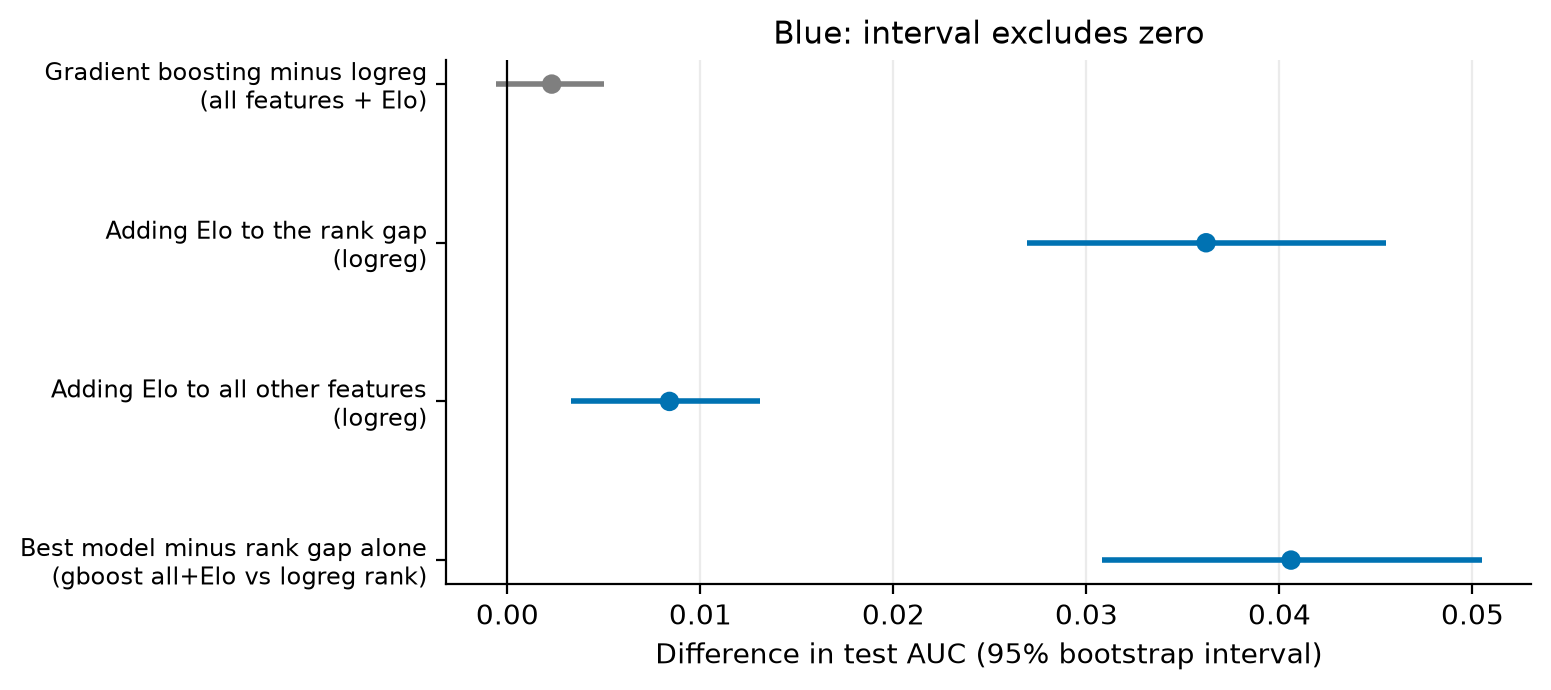 Blue: interval excludes zero
Gradient boosting minus logreg
(all features + Elo)
Adding Elo to the rank gap
(logreg)
Adding Elo to all other features
(logreg)
Best model minus rank gap alone
(gboost all+Elo vs logreg rank)
0.00 0.01 0.02 0.03 0.04 0.05
Difference in test AUC (95% bootstrap interval)